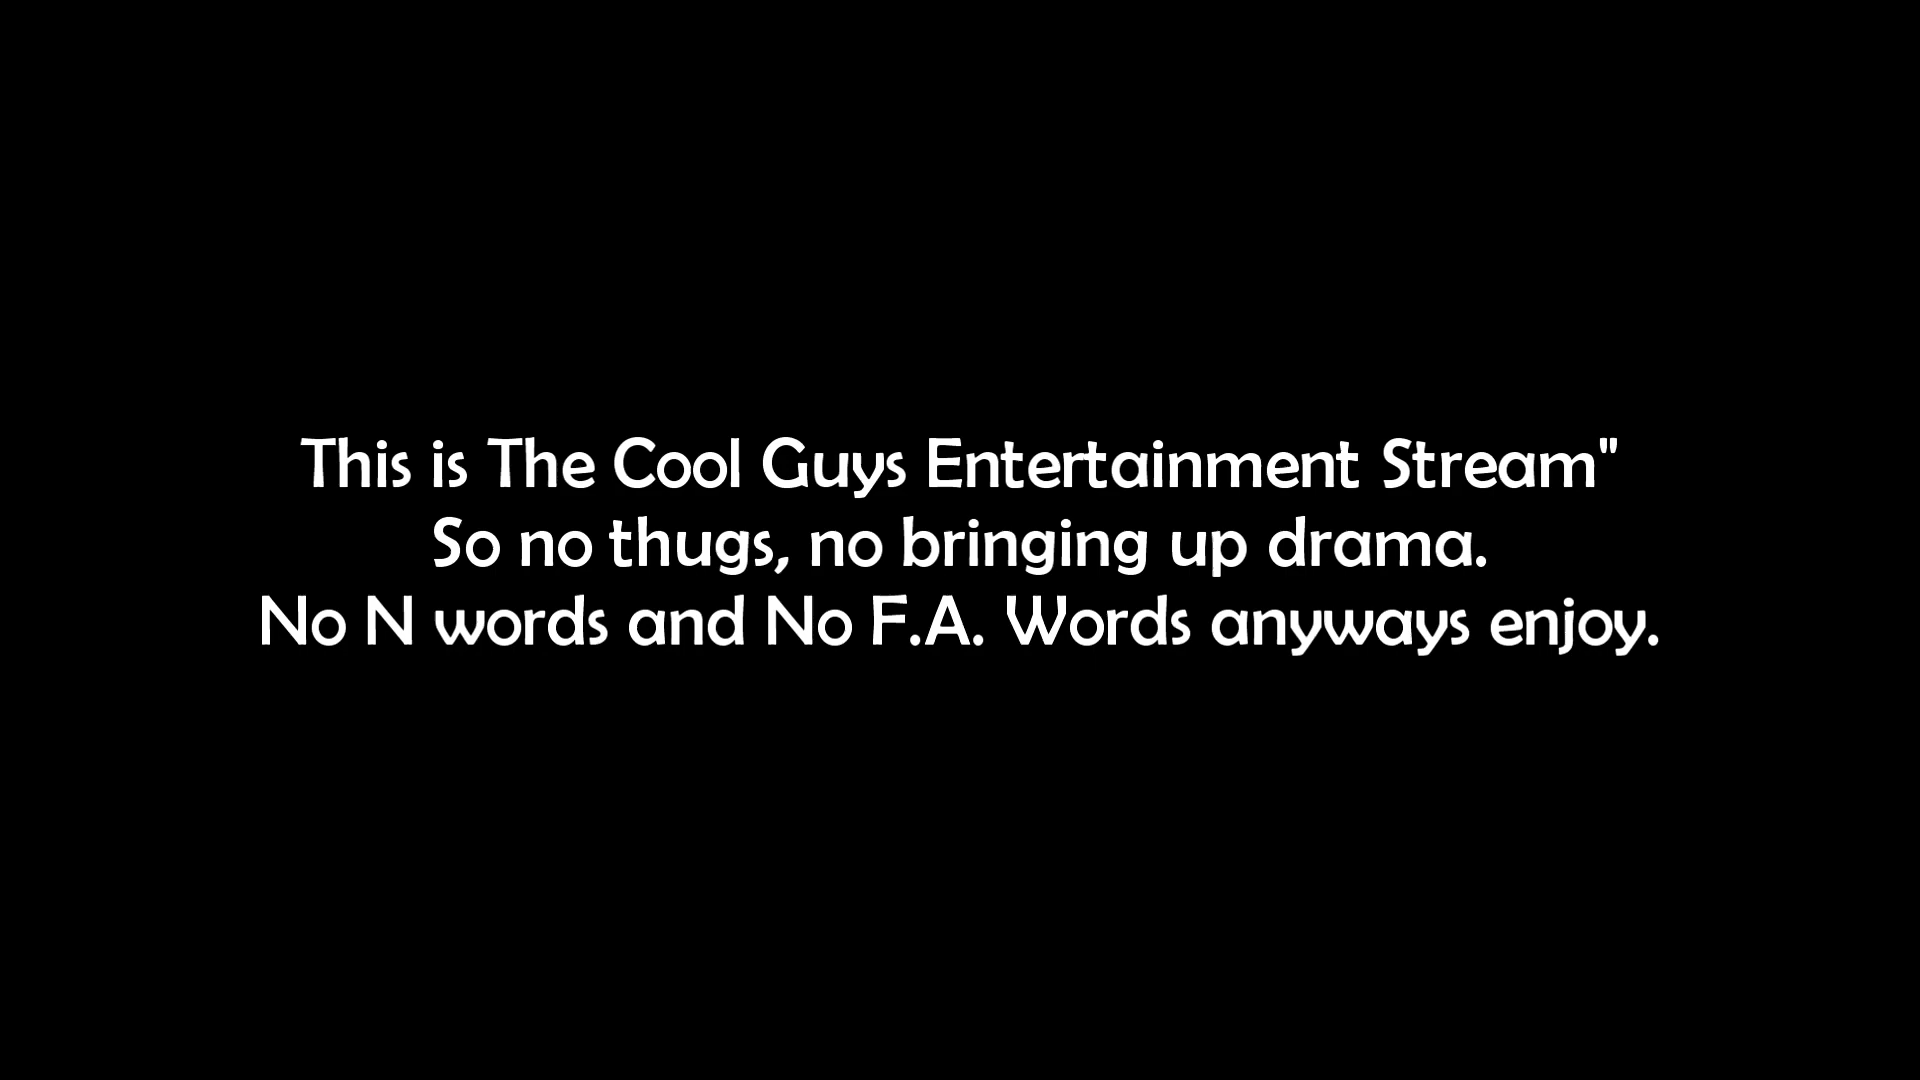 This is The Cool Guys Entertainment Stream"
So no thugs, no bringing up drama.
No N words and No F.A. Words anyways enjoy.